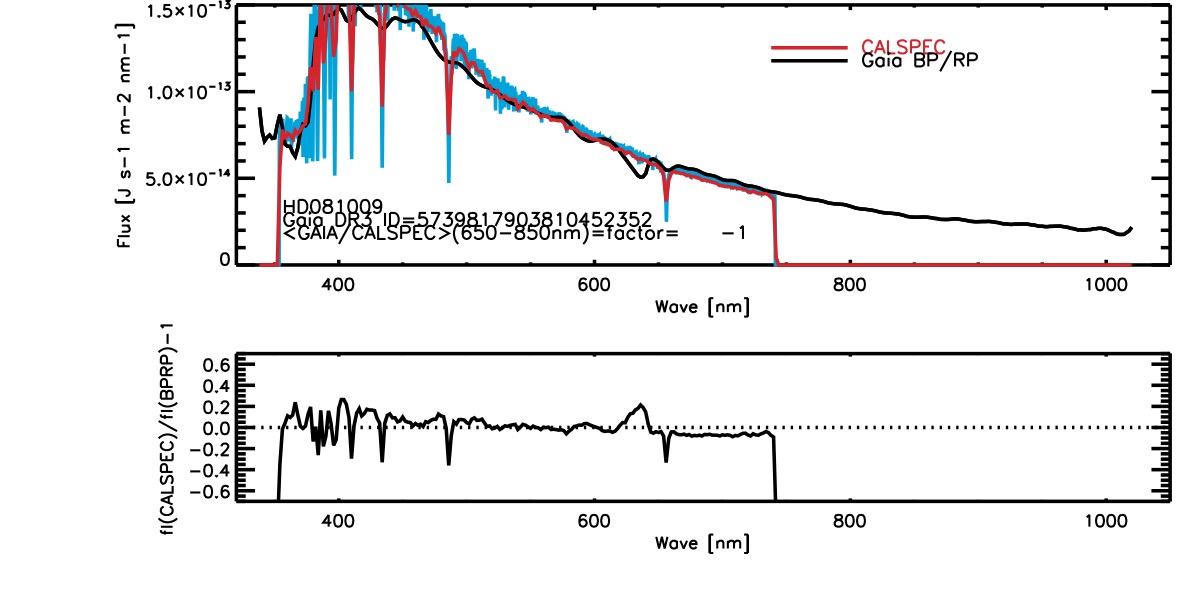 1.5×10−13
1.0×10−13
5.0×10−14
0
Flux [J s−1 m−2 nm−1]
CALSPEC
Gaia BP/RP
HD081009
Gaia DR3 ID=5739817903810452352
<GAIA/CALSPEC>(650−850nm)=factor= −1
400 600 800 1000
Wave [nm]
fl(CALSPEC)/fl(BPRP)−1
0.6
0.4
0.2
0.0
−0.2
−0.4
−0.6
400 600 800 1000
Wave [nm]